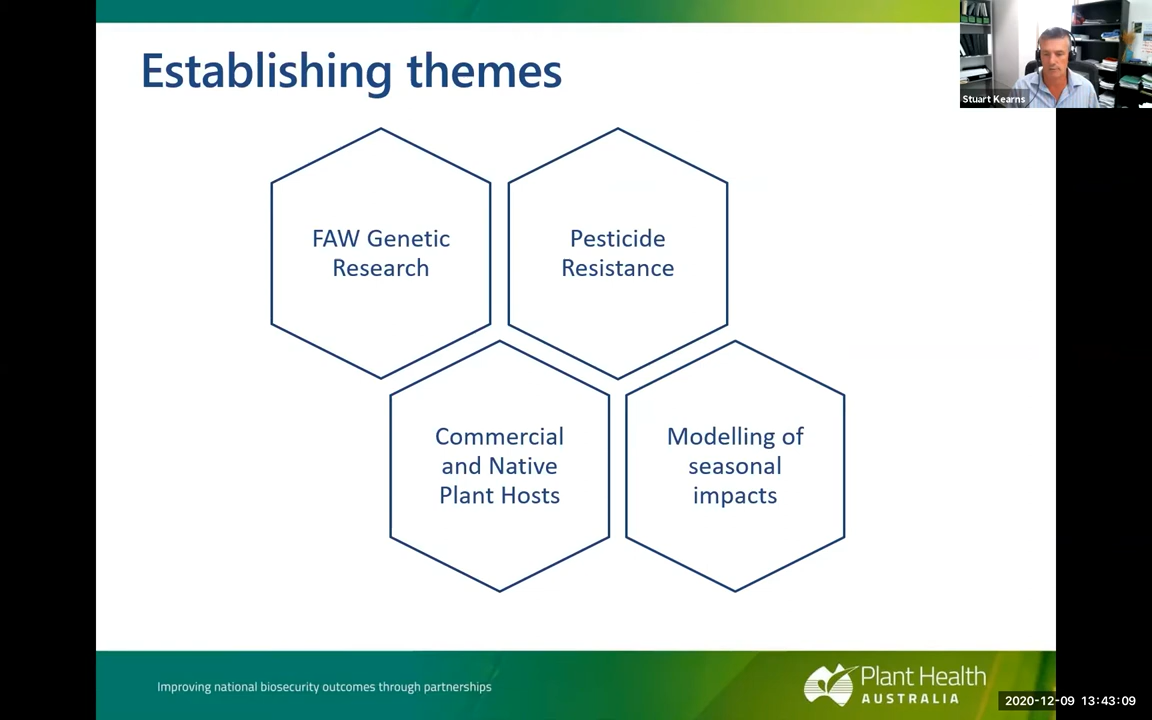 Establishing themes
Stuart Kearns
FAW Genetic
Research
Pesticide
Resistance
Commercial
and Native
Plant Hosts
Modelling of
seasonal
impacts
Improving national biosecurity outcomes through partnerships
Plant Health
AUSTRALIA
2020-12-09 13:43:09